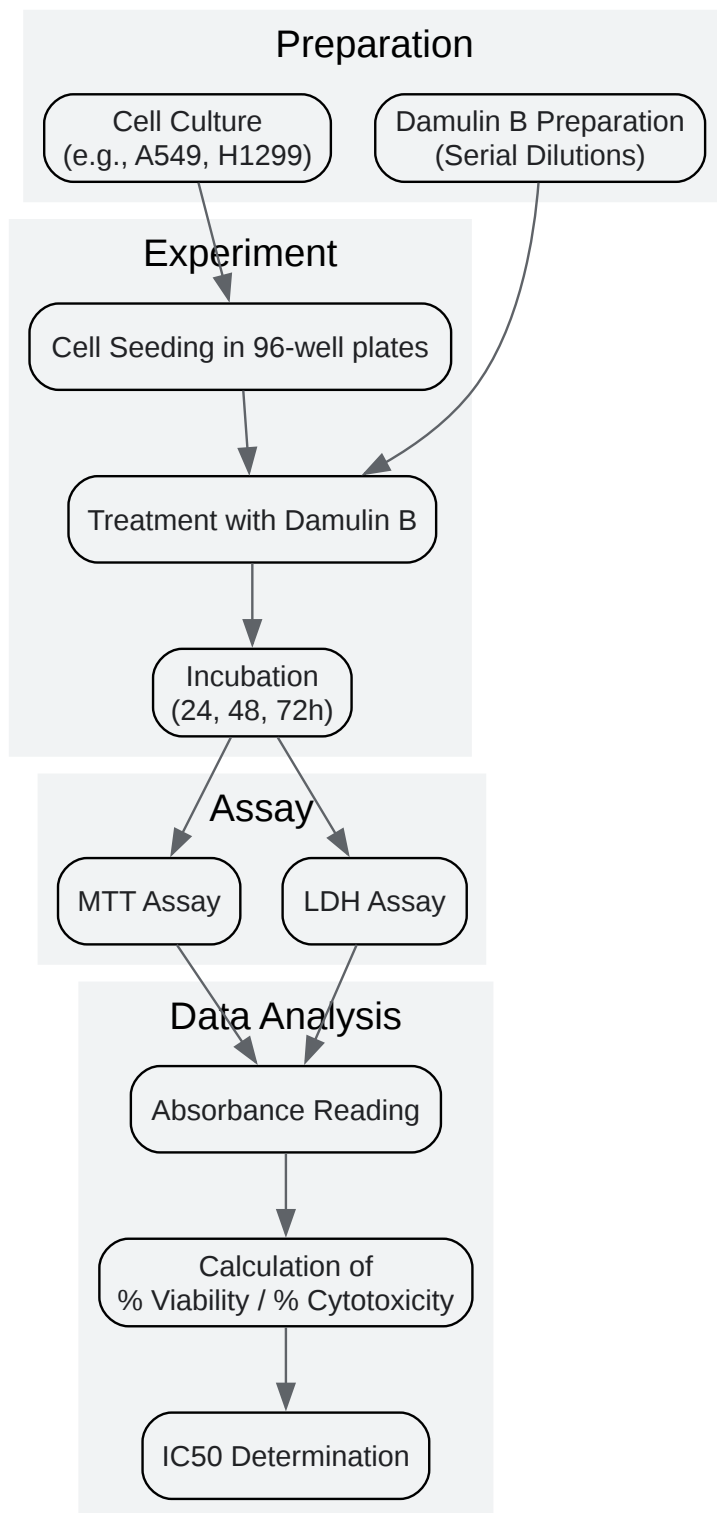 Preparation
Cell Culture
(e.g., A549, H1299)
Damulin B Preparation
(Serial Dilutions)
Experiment
Cell Seeding in 96-well plates
Treatment with Damulin B
Incubation
(24, 48, 72h)
Assay
MTT Assay
LDH Assay
Data Analysis
Absorbance Reading
Calculation of
% Viability / % Cytotoxicity
IC50 Determination